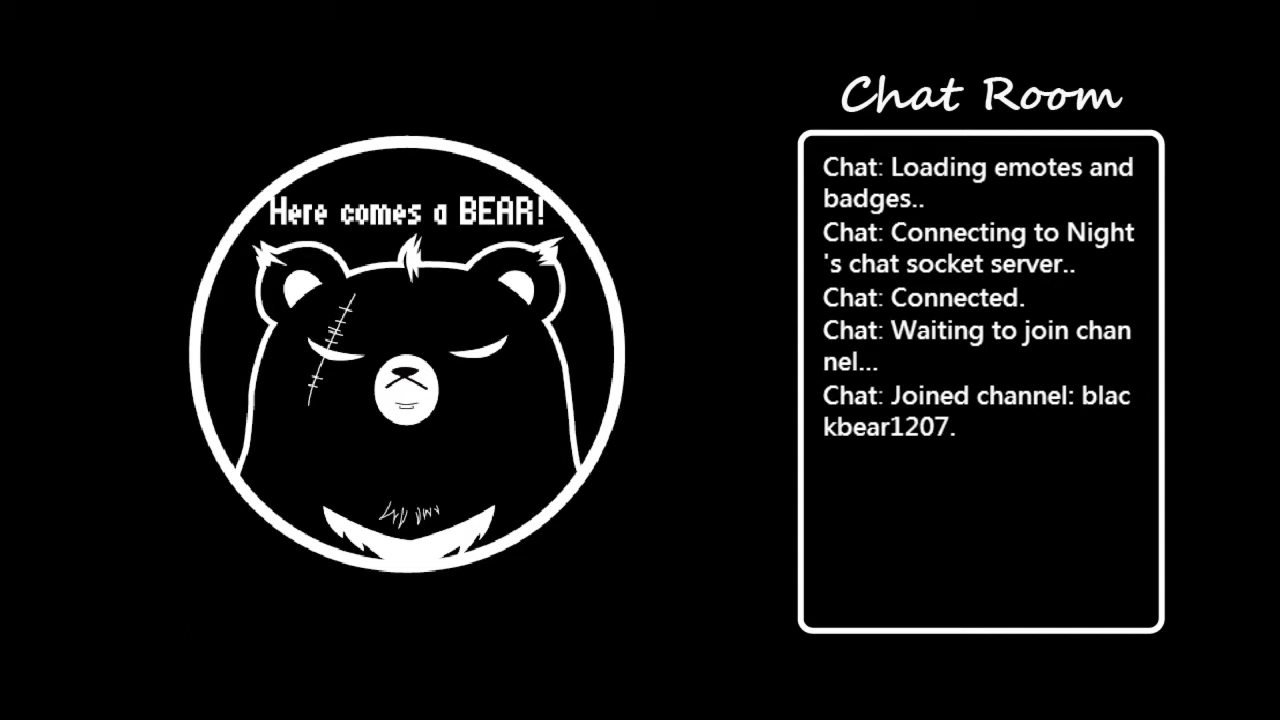 Here comes a BEAR!
Chat Room
Chat: Loading emotes and
badges..
Chat: Connecting to Night
's chat socket server..
Chat: Connected.
Chat: Waiting to join chan
nel...
Chat: Joined channel: blac
kbear1207.